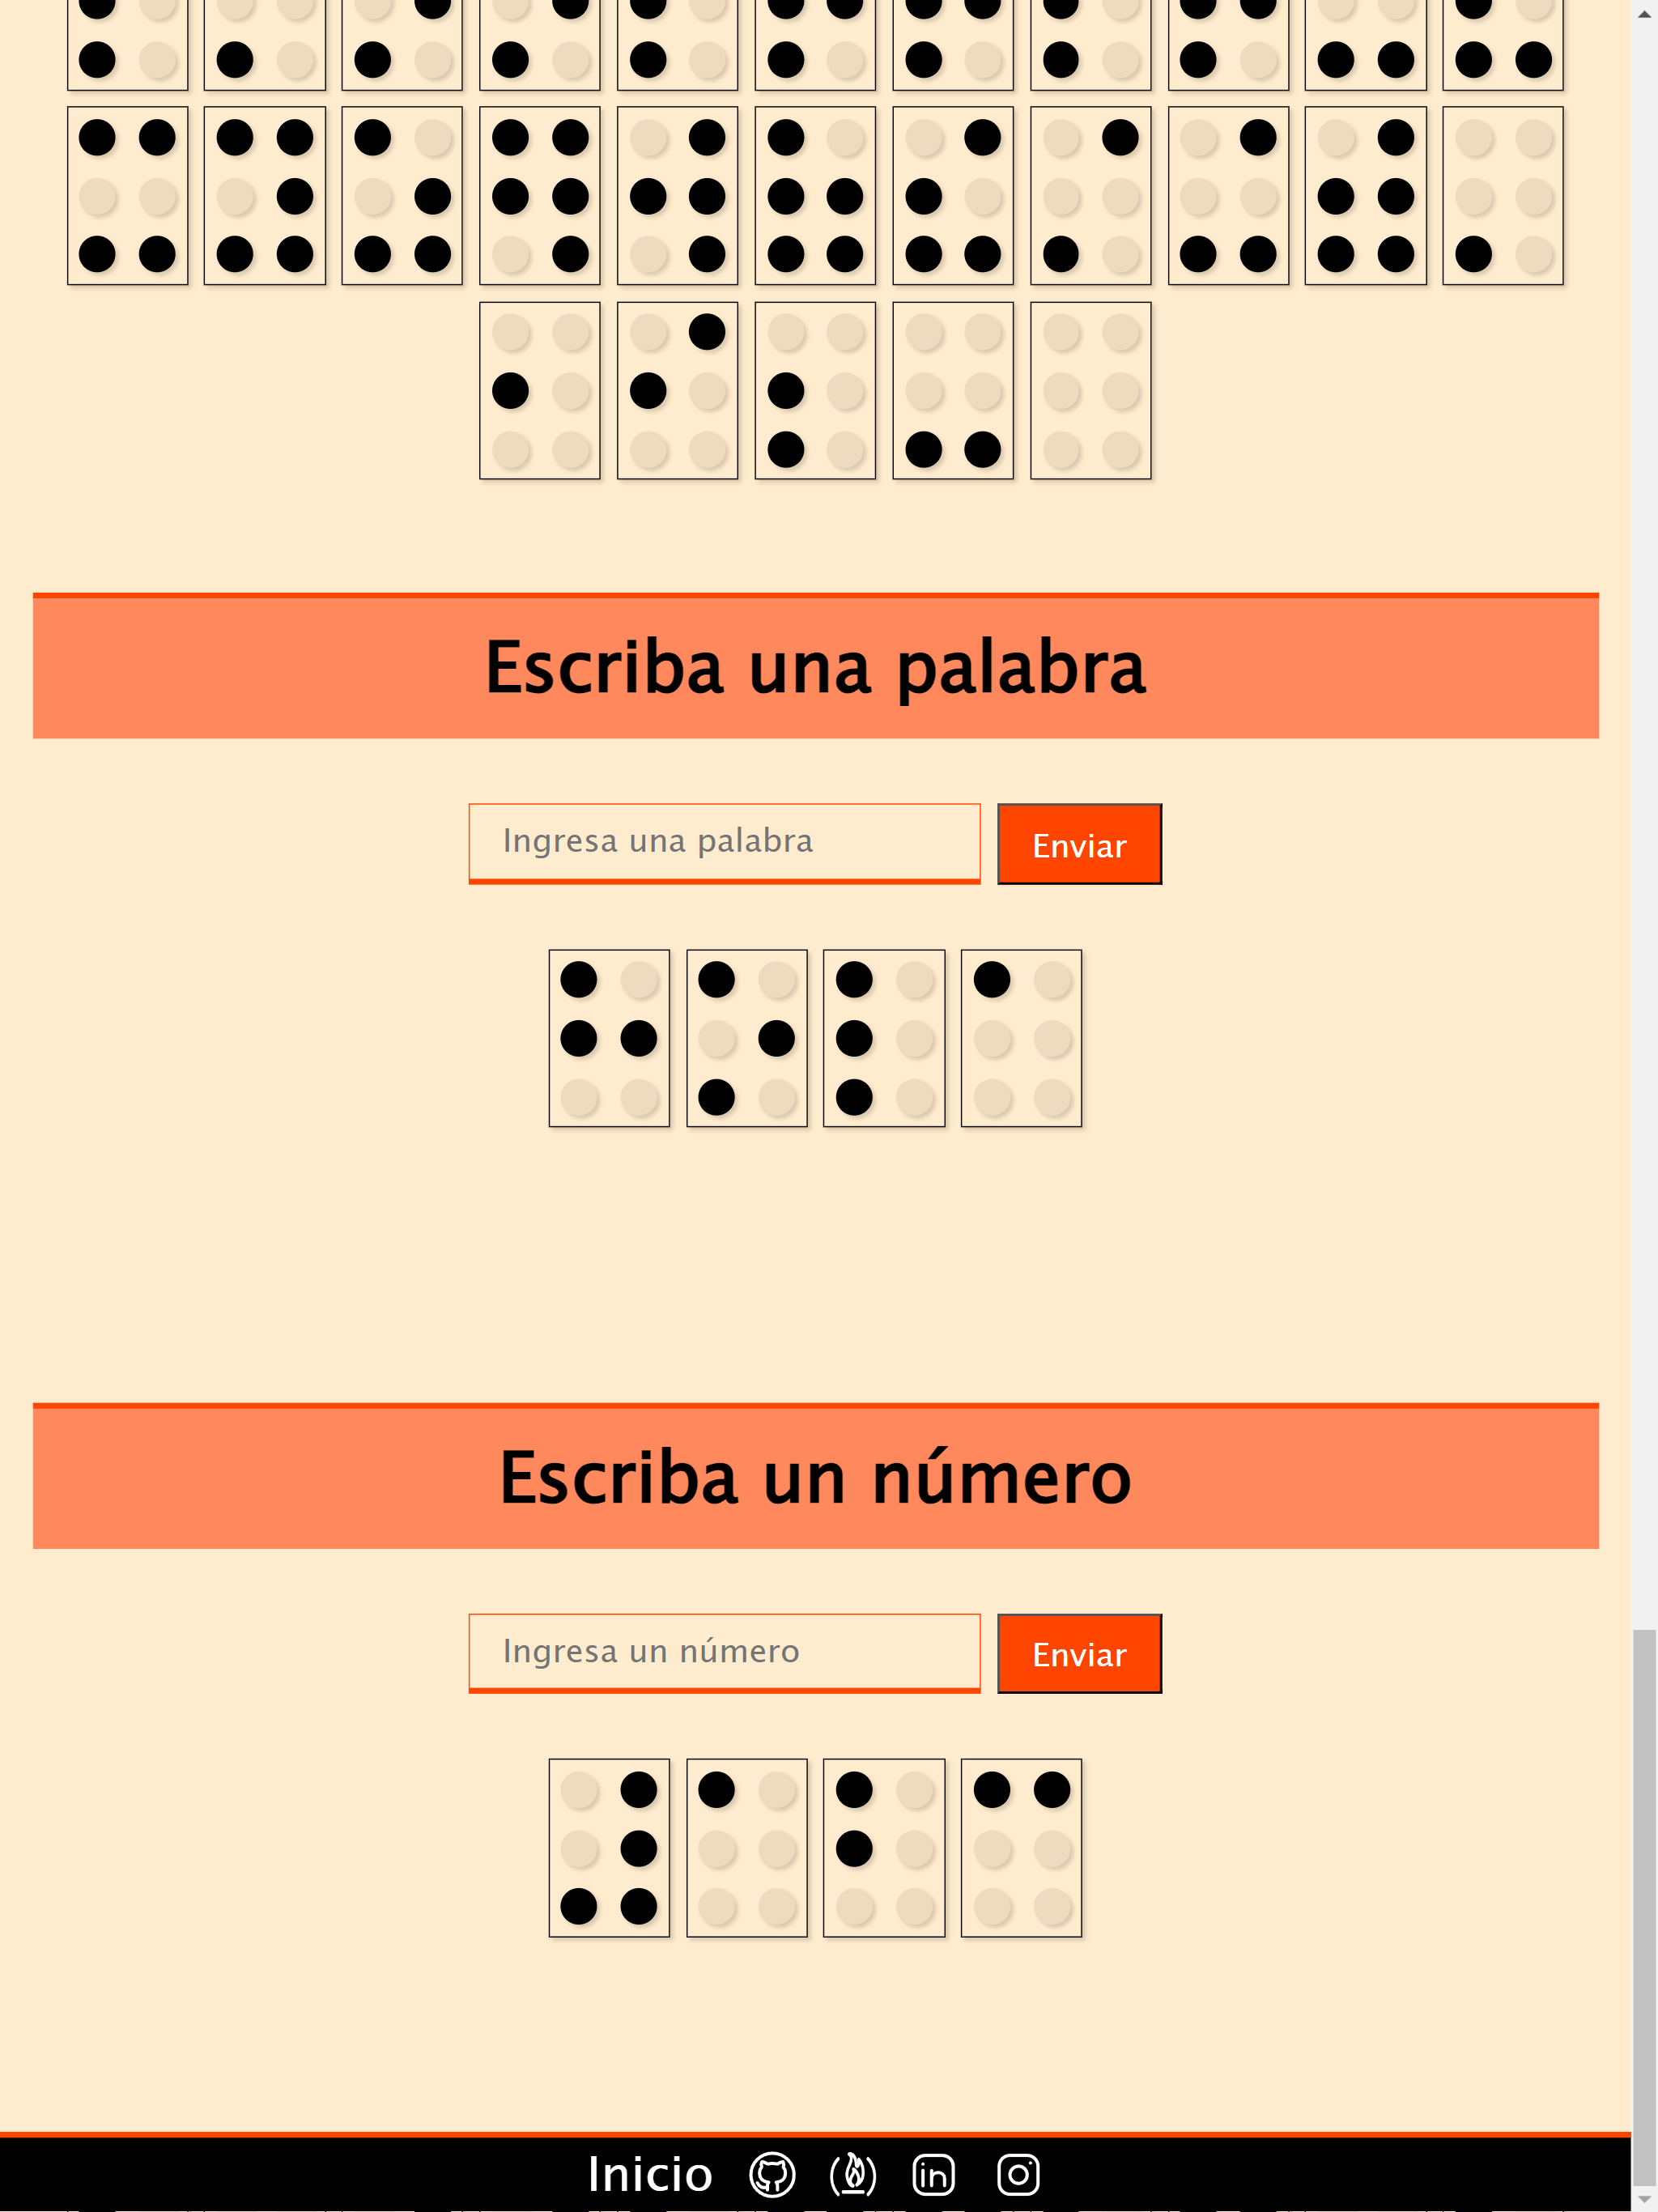 ⠭⠽⠵⠻⠺⠷⠮⠌⠬⠾⠄
⠂⠊⠆⠤⠀
Escriba una palabra
Ingresa una palabra
Enviar
⠓⠕⠇⠁
Escriba un número
Ingresa un número
Enviar
⠼⠁⠃⠉
Inicio